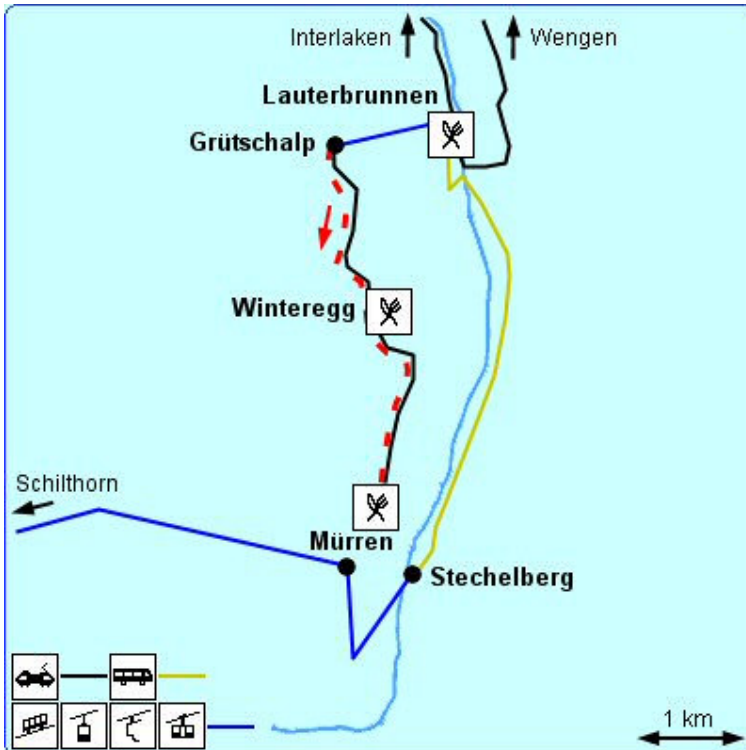 Interlaken
Wengen
Lauterbrunnen
Grütschalp
Winteregg
Schilthorn
Mürren
Stechelberg
1 km